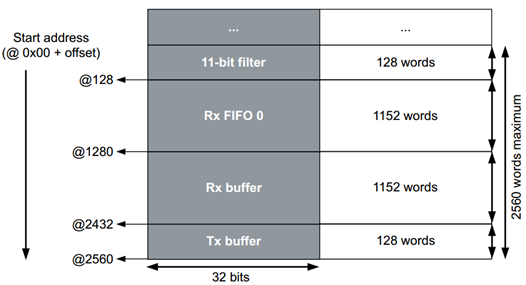 ...
...
Start address
(@ 0x00 + offset)
11-bit filter
128 words
@128
Rx FIFO 0
1152 words
@1280
Rx buffer
1152 words
@2432
Tx buffer
128 words
@2560
32 bits
2560 words maximum